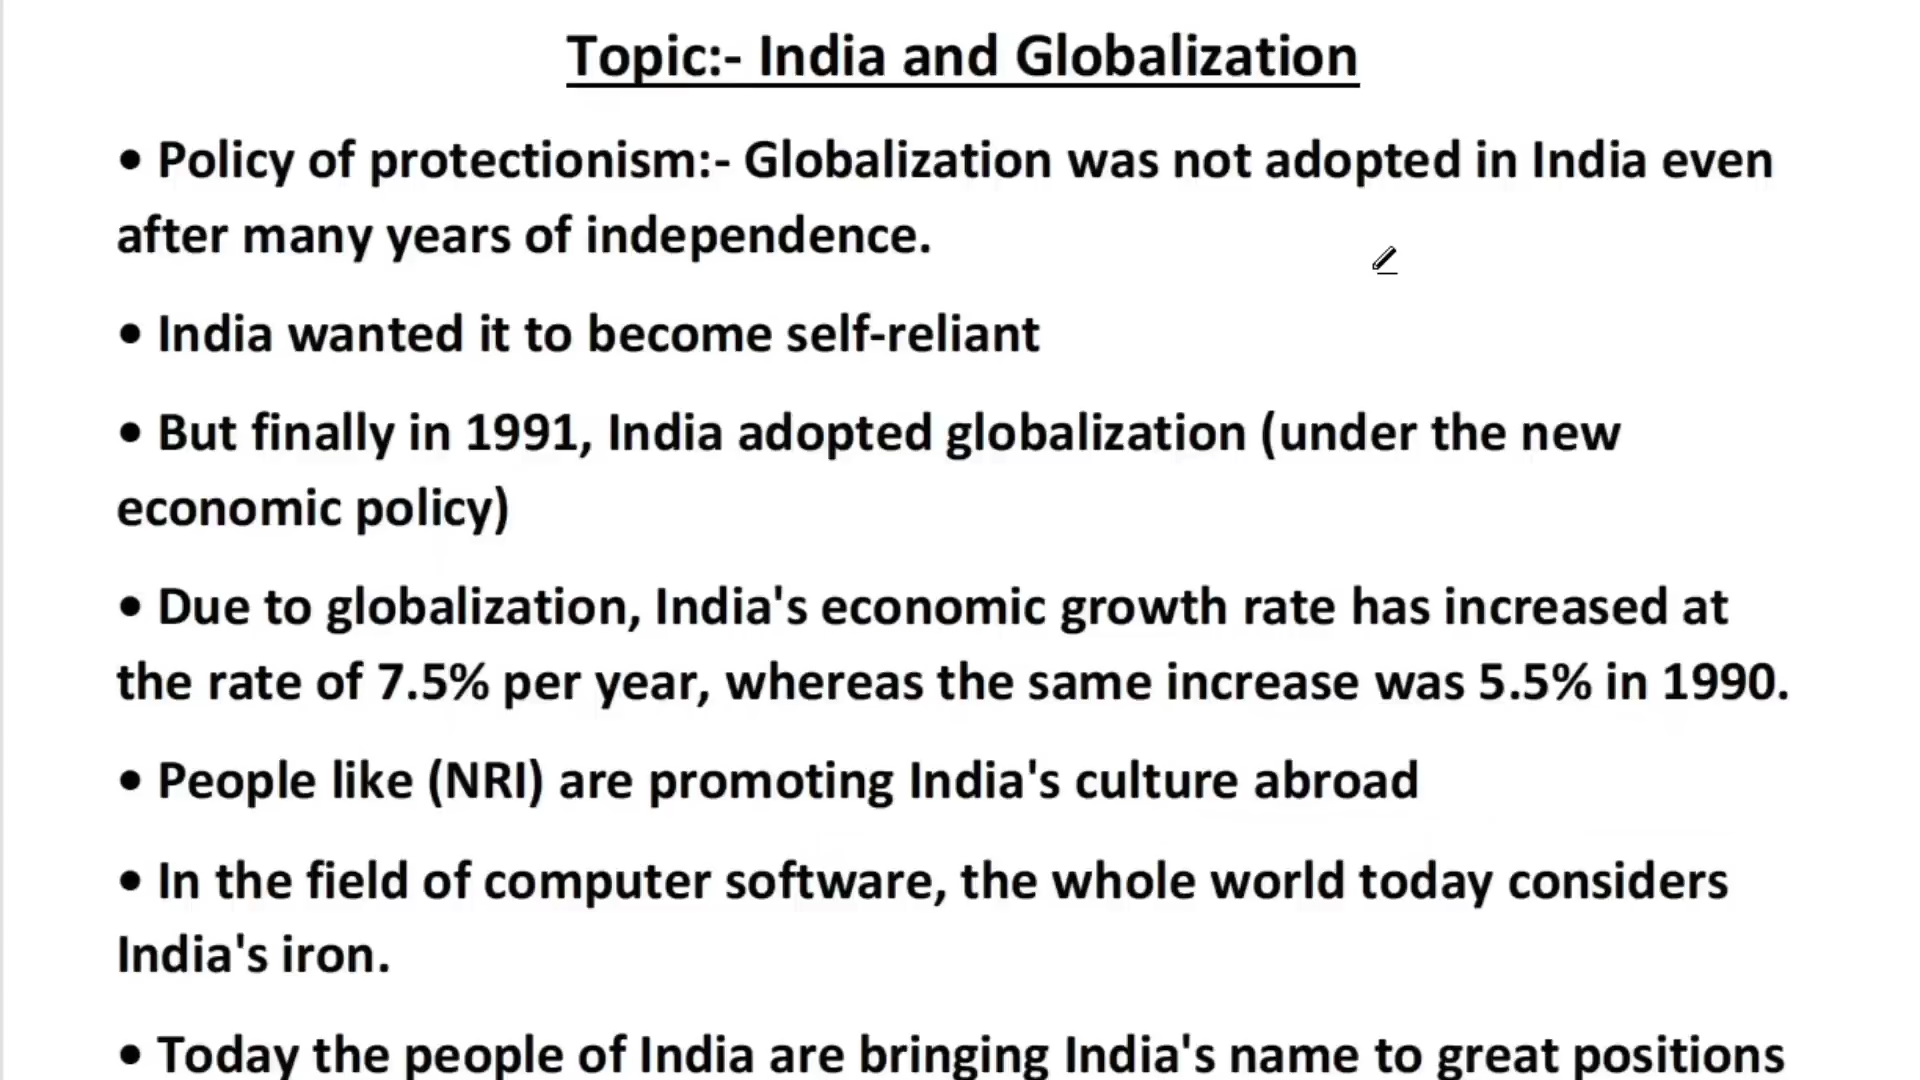 Topic:- India and Globalization
• Policy of protectionism:- Globalization was not adopted in India even
after many years of independence.
• India wanted it to become self-reliant
• But finally in 1991, India adopted globalization (under the new
economic policy)
• Due to globalization, India's economic growth rate has increased at
the rate of 7.5% per year, whereas the same increase was 5.5% in 1990.
• People like (NRI) are promoting India's culture abroad
• In the field of computer software, the whole world today considers
India's iron.
• Today the people of India are bringing India's name to great positions